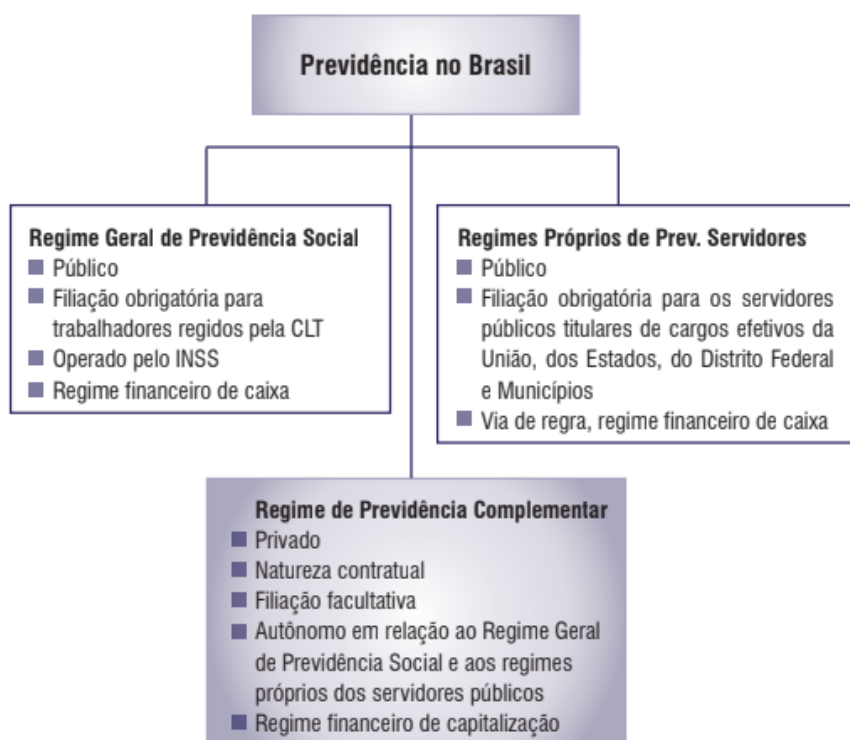 Previdência no Brasil
Regime Geral de Previdência Social
Público
Filiação obrigatória para
trabalhadores regidos pela CLT
Operado pelo INSS
Regime financeiro de caixa
Regimes Próprios de Prev. Servidores
Público
Filiação obrigatória para os servidores
públicos titulares de cargos efetivos da
União, dos Estados, do Distrito Federal
e Municípios
Via de regra, regime financeiro de caixa
Regime de Previdência Complementar
Privado
Natureza contratual
Filiação facultativa
Autônomo em relação ao Regime Geral
de Previdência Social e aos regimes
próprios dos servidores públicos
Regime financeiro de capitalização